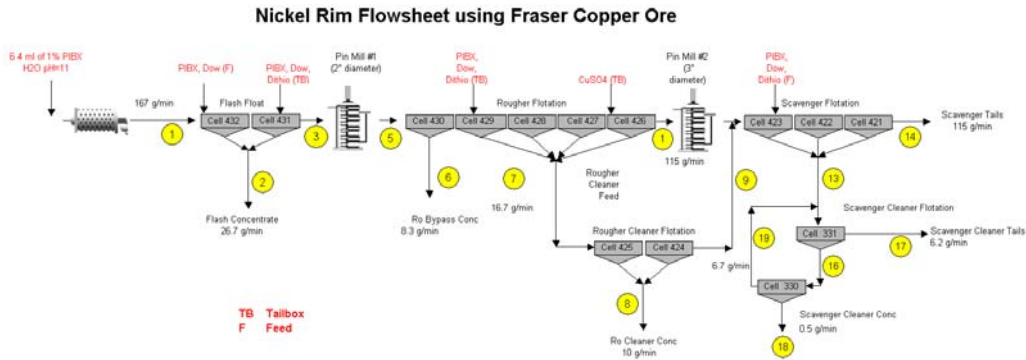 Nickel Rim Flowsheet using Fraser Copper Ore
6.4 ml of 1% PIBX
H2O pH=11
167 g/min
PIBX, Dow (F)
Flash Float
PIBX, Dow,
Dithio (TB)
Pin Mill #1
(2" diameter)
PIBX,
Dow,
Dithio (TB)
Rougher Flotation
CuSO4 (TB)
Pin Mill #2
(3"
diameter)
PIBX,
Dow,
Dithio (F)
Scavenger Flotation
Cell 432
Cell 431
Cell 430
Cell 429
Cell 428
Cell 427
Cell 426
Cell 423
Cell 422
Cell 421
Scavenger Tails
115 g/min
1
3
5
1
115 g/min
14
2
6
7
9
13
Flash Concentrate
26.7 g/min
Ro Bypass Conc
8.3 g/min
16.7 g/min
Rougher
Cleaner
Feed
Scavenger Cleaner Flotation
Rougher Cleaner Flotation
Cell 425
Cell 424
Cell 331
Scavenger Cleaner Tails
6.2 g/min
19
17
6.7 g/min
16
Cell 330
8
Ro Cleaner Conc
10 g/min
Scavenger Cleaner Conc
0.5 g/min
18
TB Tailbox
F Feed